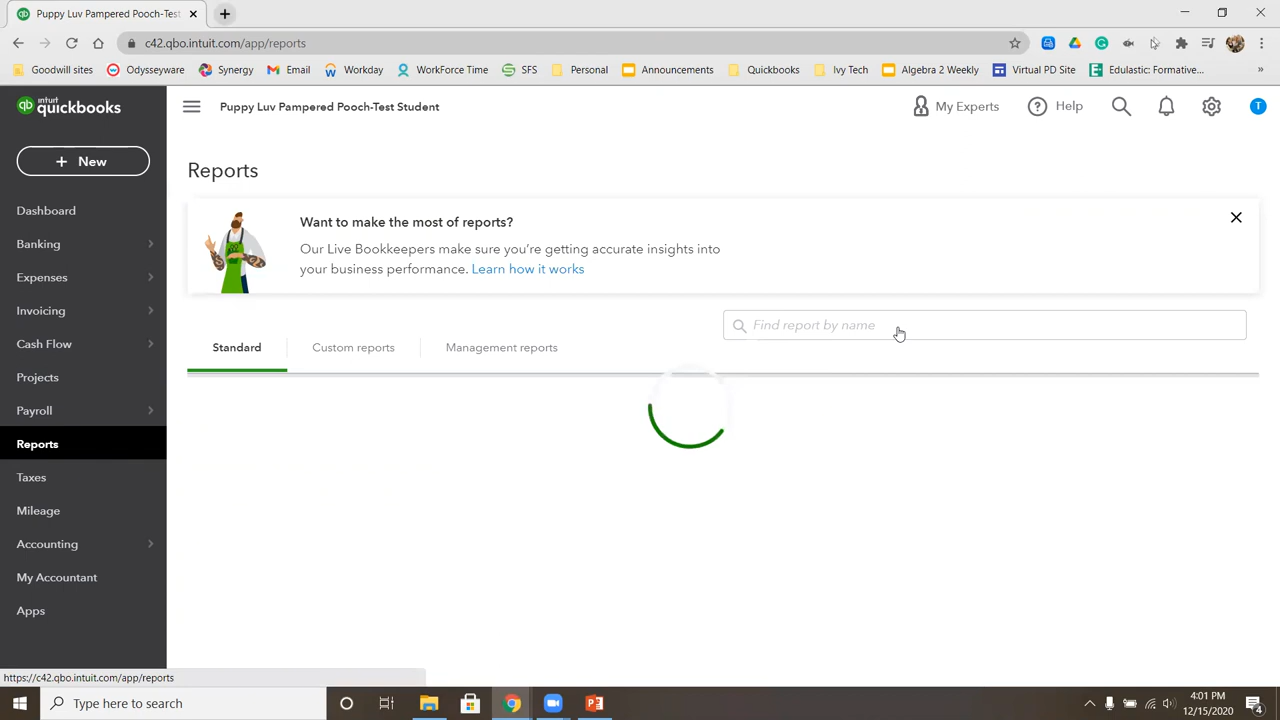 Puppy Luv Pampered Pooch-Test
c42.qbo.intuit.com/app/reports
Goodwill sites
Odysseyware
Synergy
Email
Workday
WorkForce Time
SFS
Personal
Announcements
Quickbooks
Ivy Tech
Algebra 2 Weekly
Virtual PD Site
Edulastic: Formative...
intuit
quickbooks
Puppy Luv Pampered Pooch-Test Student
My Experts
Help
T
+ New
Dashboard
Banking
Expenses
Invoicing
Cash Flow
Projects
Payroll
Reports
Taxes
Mileage
Accounting
My Accountant
Apps
Reports
Want to make the most of reports?
Our Live Bookkeepers make sure you're getting accurate insights into
your business performance. Learn how it works
Find report by name
Standard
Custom reports
Management reports
https://c42.qbo.intuit.com/app/reports
Type here to search
4:01 PM
12/15/2020
4